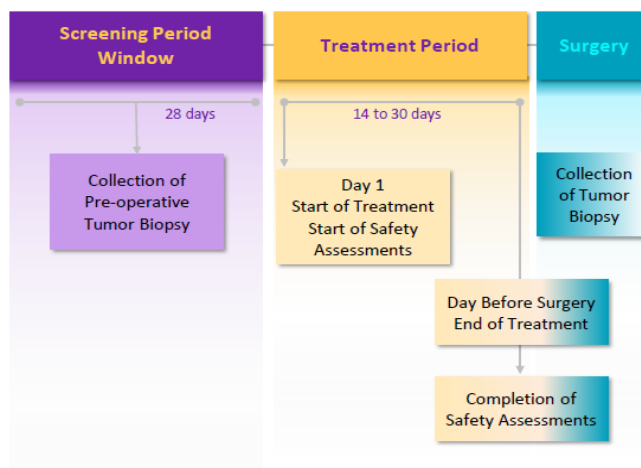 Screening Period
Window
Treatment Period
Surgery
28 days
14 to 30 days
Collection of
Pre-operative
Tumor Biopsy
Day 1
Start of Treatment
Start of Safety
Assessments
Collection
of Tumor
Biopsy
Day Before Surgery
End of Treatment
Completion of
Safety Assessments